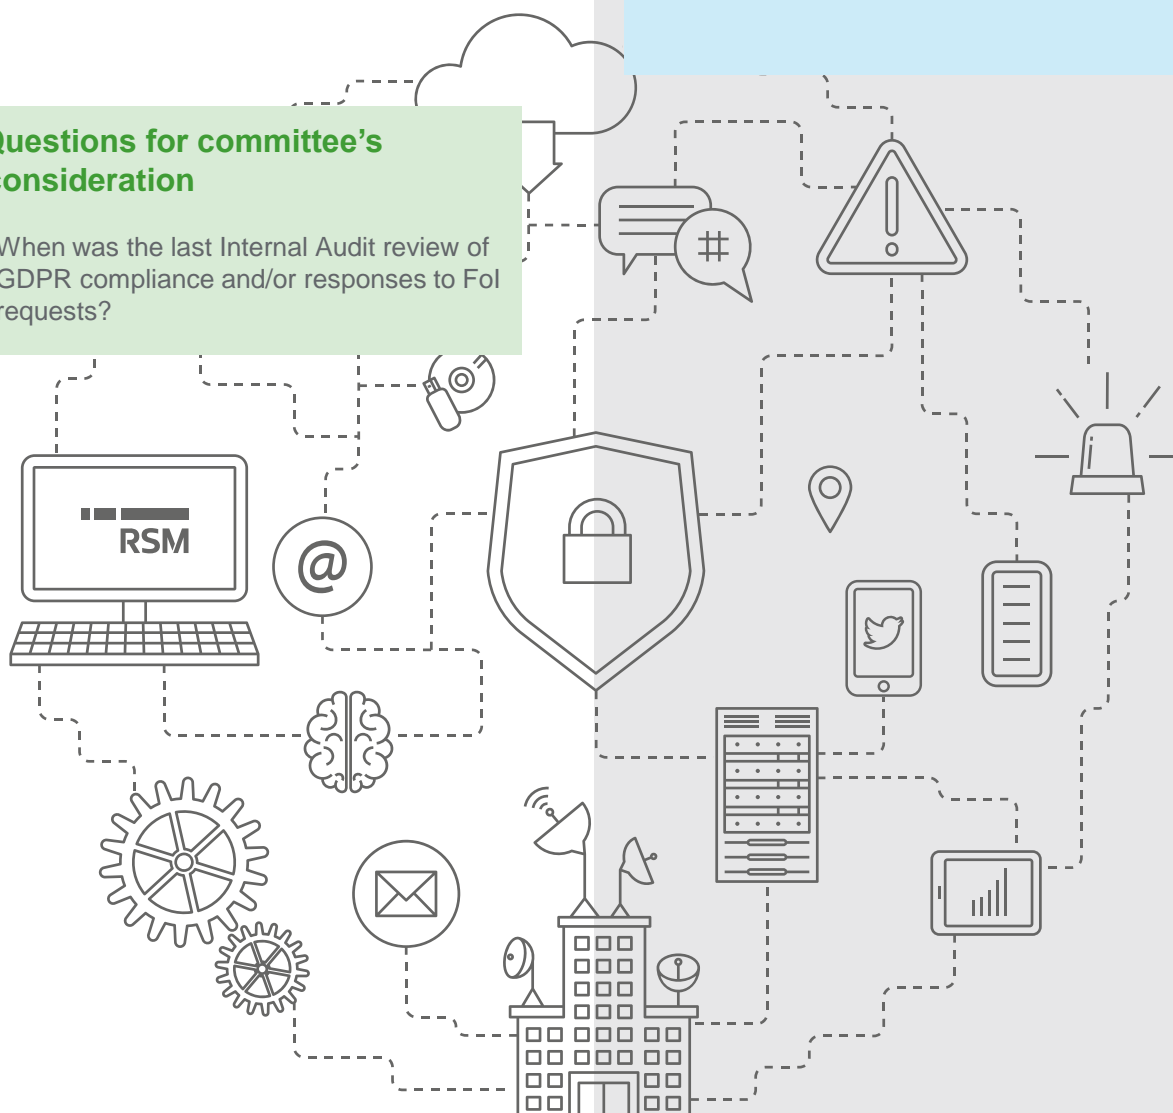 Questions for committee's
consideration
When was the last Internal Audit review of
GDPR compliance and/or responses to FoI
requests?
#
RSM
@